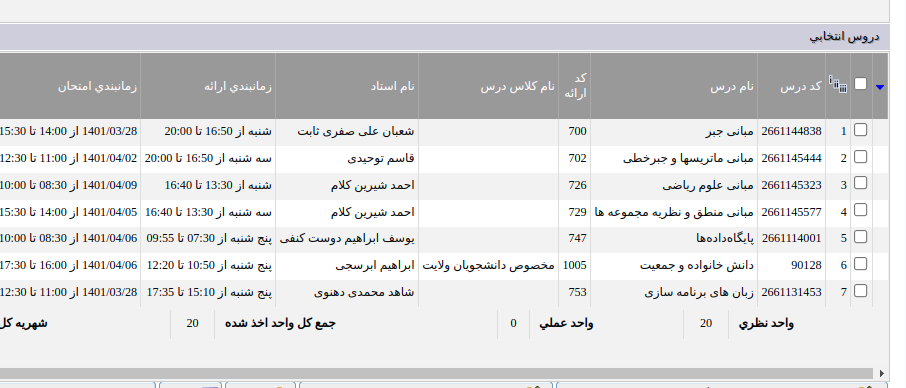 دروس انتخابي
کد درس نام درس کد ارائه نام کلاس درس نام استاد زمانبندي ارائه زمانبندي امتحان
1 2661144838 مبانی جبر 700 شعبان علی صفری ثابت شنبه از 16:50 تا 20:00 1401/03/28 از 14:00 تا 15:30
2 2661145444 مبانی ماتریسها و جبرخطی 702 قاسم توحیدی سه شنبه از 16:50 تا 20:00 1401/04/02 از 11:00 تا 12:30
3 2661145323 مبانی علوم ریاضی 726 احمد شیرین کلام شنبه از 13:30 تا 16:40 1401/04/09 از 08:30 تا 10:00
4 2661145577 مبانی منطق و نظریه مجموعه ها 729 احمد شیرین کلام سه شنبه از 13:30 تا 16:40 1401/04/05 از 14:00 تا 15:30
5 2661114001 پایگاه‌داده‌ها 747 یوسف ابراهیم دوست کنفی پنج شنبه از 07:30 تا 09:55 1401/04/06 از 08:30 تا 10:00
6 90128 دانش خانواده و جمعیت 1005 مخصوص دانشجویان ولایت ابراهیم ابرسجی پنج شنبه از 10:50 تا 12:20 1401/04/06 از 16:00 تا 17:30
7 2661131453 زبان های برنامه سازی 753 شاهد محمدی دهنوی پنج شنبه از 15:10 تا 17:35 1401/03/28 از 11:00 تا 12:30
واحد نظري 20 واحد عملي 0 جمع کل واحد اخذ شده 20 شهریه کل